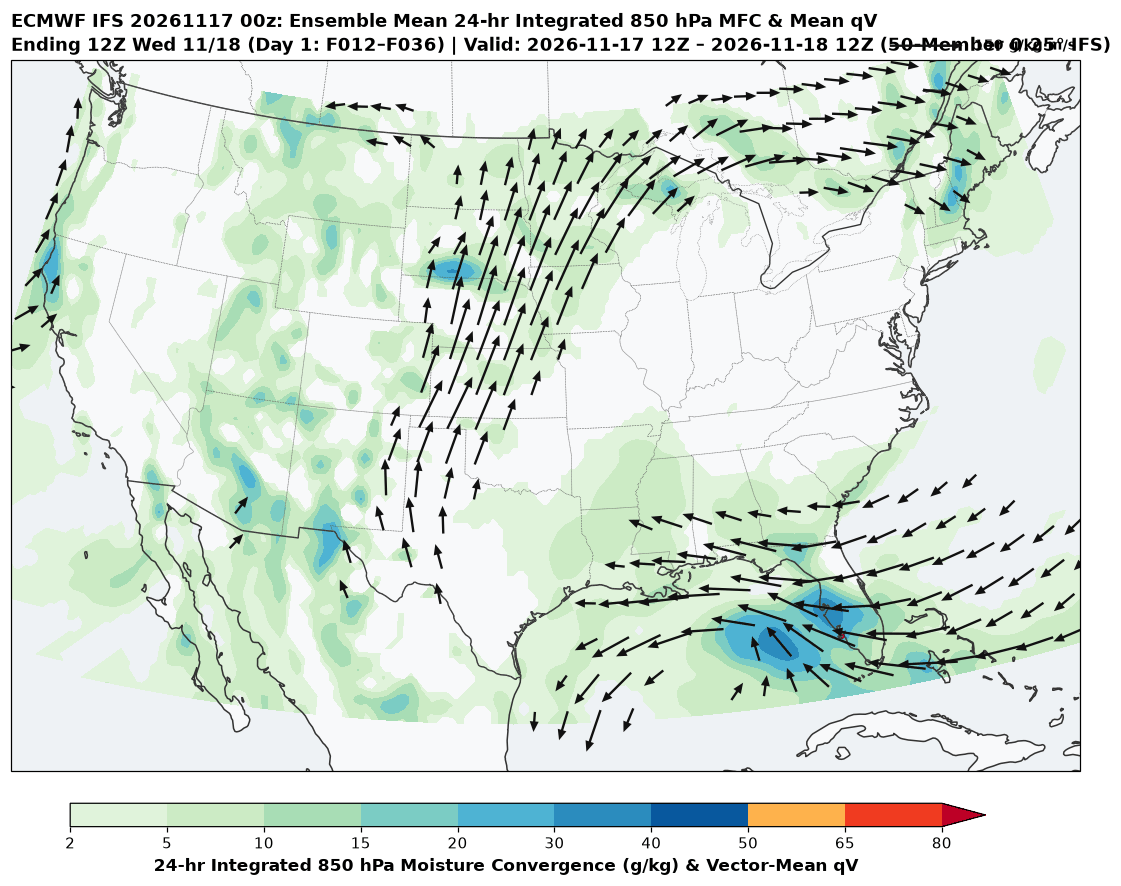 ECMWF IFS 20261117 00z: Ensemble Mean 24-hr Integrated 850 hPa MFC & Mean qV
Ending 12Z Wed 11/18 (Day 1: F012–F036) | Valid: 2026-11-17 12Z – 2026-11-18 12Z (50-Member 0.25° IFS)
2 5 10 15 20 30 40 50 65 80
24-hr Integrated 850 hPa Moisture Convergence (g/kg) & Vector-Mean qV